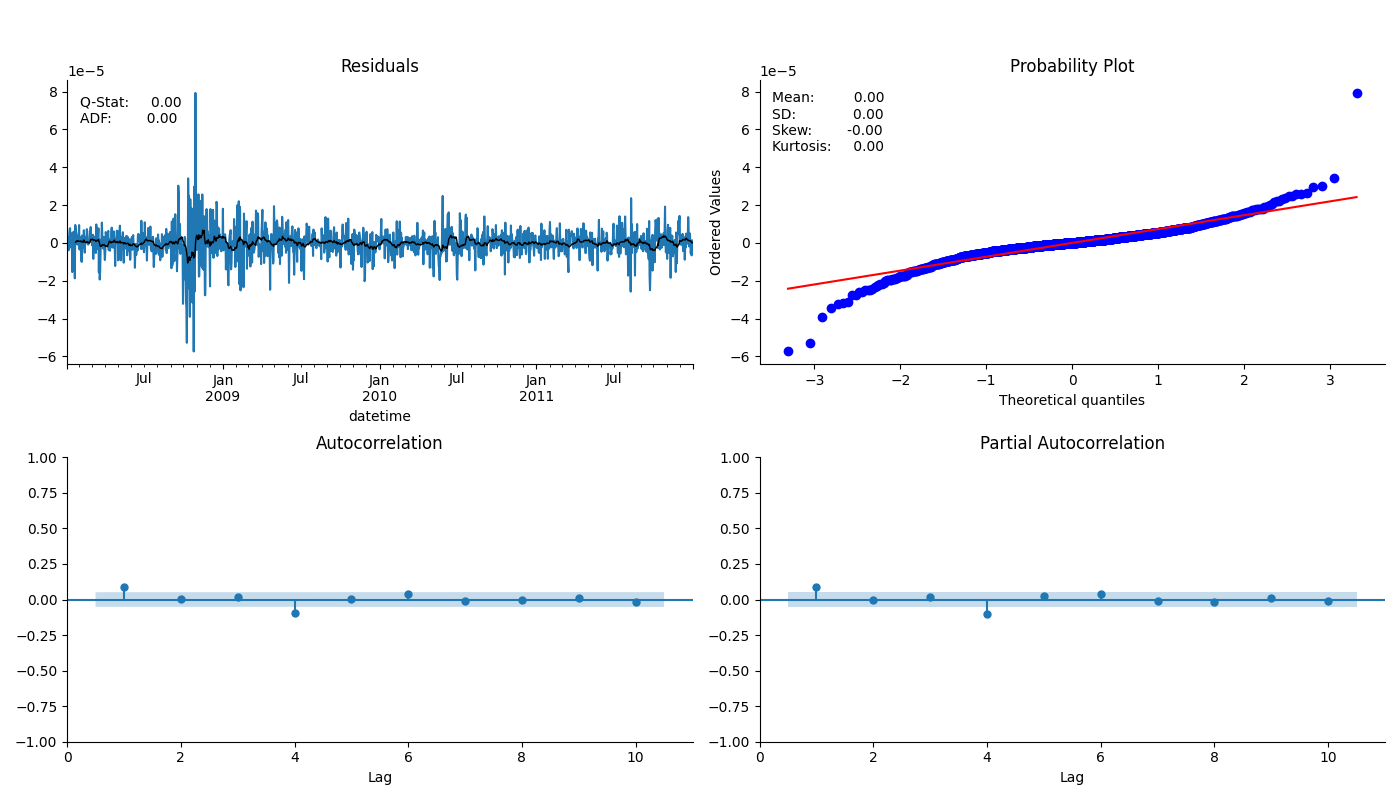 Residuals
1e−5
Q-Stat: 0.00
ADF: 0.00
8
6
4
2
0
−2
−4
−6
Jul
Jan
2009
Jul
Jan
2010
Jul
Jan
2011
Jul
datetime
Probability Plot
1e−5
Mean: 0.00
SD: 0.00
Skew: -0.00
Kurtosis: 0.00
Ordered Values
8
6
4
2
0
−2
−4
−6
−3 −2 −1 0 1 2 3
Theoretical quantiles
Autocorrelation
1.00
0.75
0.50
0.25
0.00
−0.25
−0.50
−0.75
−1.00
0 2 4 6 8 10
Lag
Partial Autocorrelation
1.00
0.75
0.50
0.25
0.00
−0.25
−0.50
−0.75
−1.00
0 2 4 6 8 10
Lag